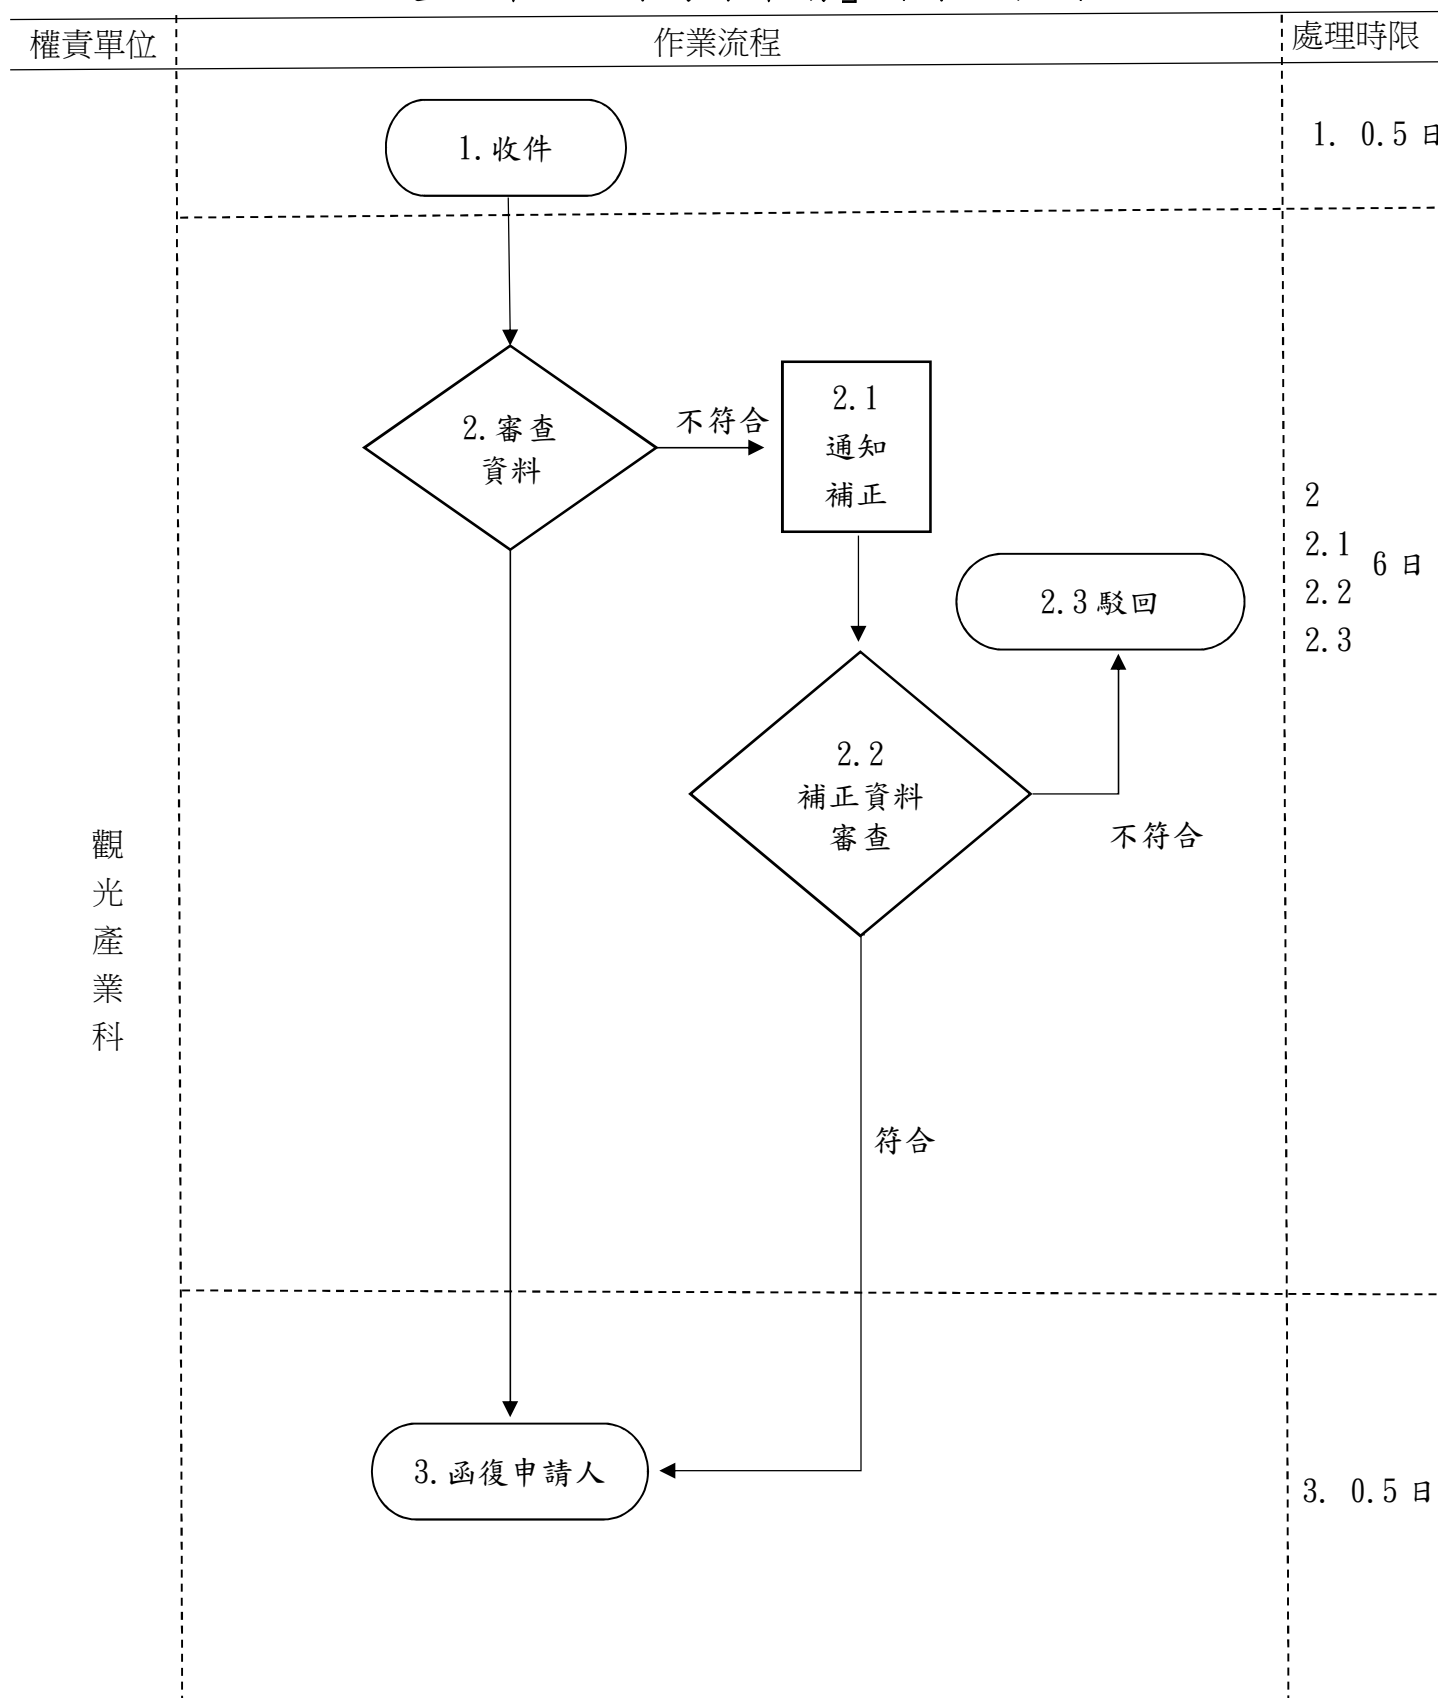 權責單位
作業流程
處理時限
1.收件
1. 0.5 日
2.審查
資料
不符合
2.1
通知
補正
2
2.1
2.2
2.3
6 日
2.3 駁回
2.2
補正資料
審查
不符合
觀
光
產
業
科
符合
3.函復申請人
3. 0.5 日